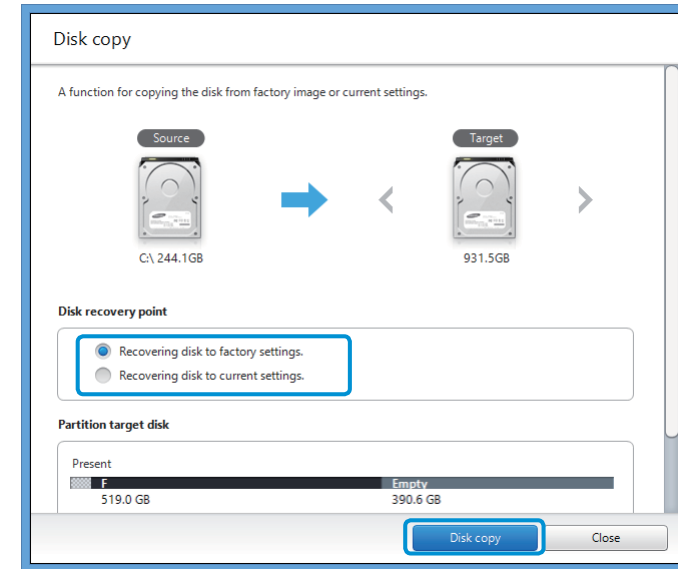 Disk copy
A function for copying the disk from factory image or current settings.
Source
Target
C:\ 244.1GB
931.5GB
Disk recovery point
Recovering disk to factory settings.
Recovering disk to current settings.
Partition target disk
Present
F
Empty
519.0 GB
390.6 GB
Disk copy
Close